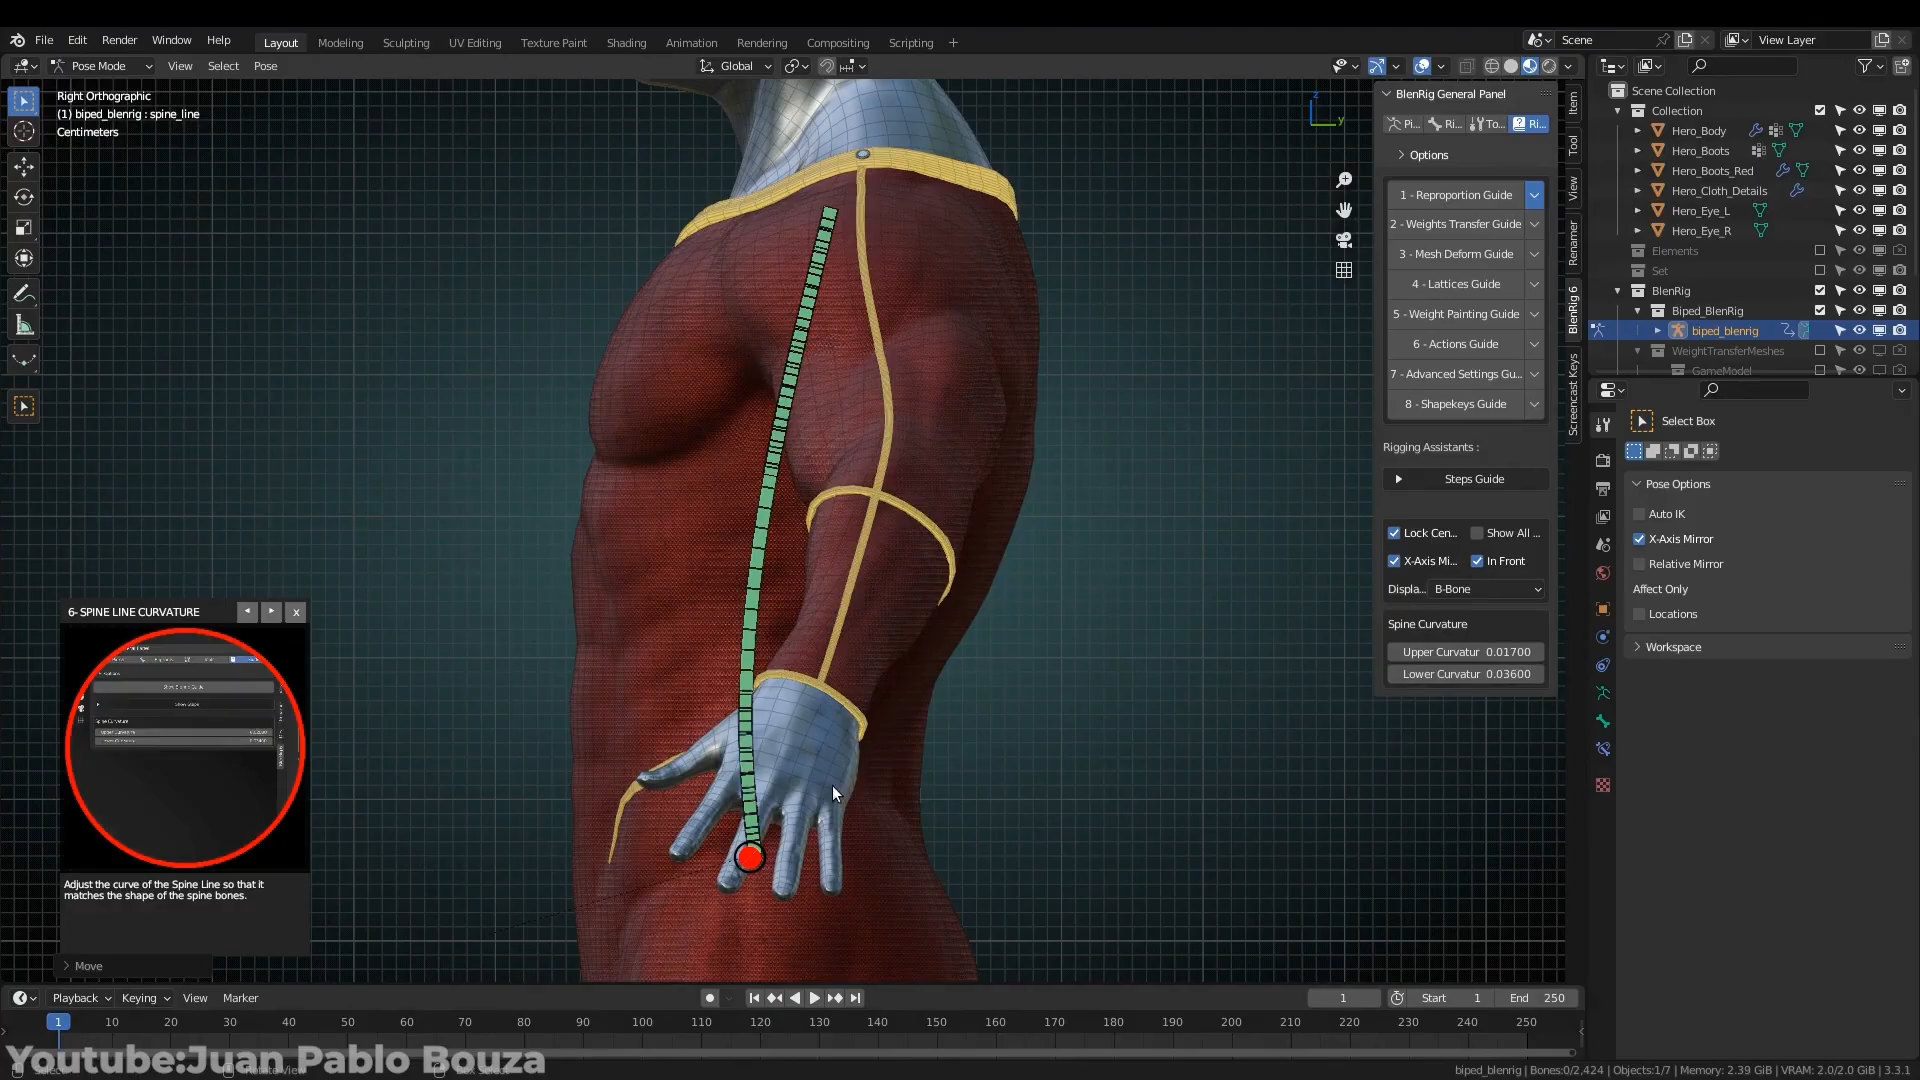 File Edit Render Window Help
Layout Modeling Sculpting UV Editing Texture Paint Shading Animation Rendering Compositing Scripting +
Scene
View Layer
Pose Mode View Select Pose
Global
Right Orthographic
(1) biped_blenrig : spine_line
Centimeters
z
y
BlenRig General Panel
Pi... Ri... To... Ri...
Options
1 - Reproportion Guide
2 - Weights Transfer Guide
3 - Mesh Deform Guide
4 - Lattices Guide
5 - Weight Painting Guide
6 - Actions Guide
7 - Advanced Settings Gu...
8 - Shapekeys Guide
Rigging Assistants :
Steps Guide
Lock Cen... Show All ...
X-Axis Mi... In Front
Displa... B-Bone
Spine Curvature
Upper Curvatur 0.01700
Lower Curvatur 0.03600
Item
Tool
View
Renamer
BlenRig 6
Screencast Keys
Scene Collection
Collection
Hero_Body
Hero_Boots
Hero_Boots_Red
Hero_Cloth_Details
Hero_Eye_L
Hero_Eye_R
Elements
Set
BlenRig
Biped_BlenRig
biped_blenrig
WeightTransferMeshes
GameModel
Select Box
Pose Options
Auto IK
X-Axis Mirror
Relative Mirror
Affect Only
Locations
Workspace
6- SPINE LINE CURVATURE
x
Adjust the curve of the Spine Line so that it
matches the shape of the spine bones.
Move
Playback Keying View Marker
1 Start 1 End 250
1 10 20 30 40 50 60 70 80 90 100 110 120 130 140 150 160 170 180 190 200 210 220 230 240 250
Youtube:Juan Pablo Bouza
biped_blenrig | Bones:0/2,424 | Objects:1/7 | Memory: 2.39 GiB | VRAM: 2.0/2.0 GiB | 3.3.1